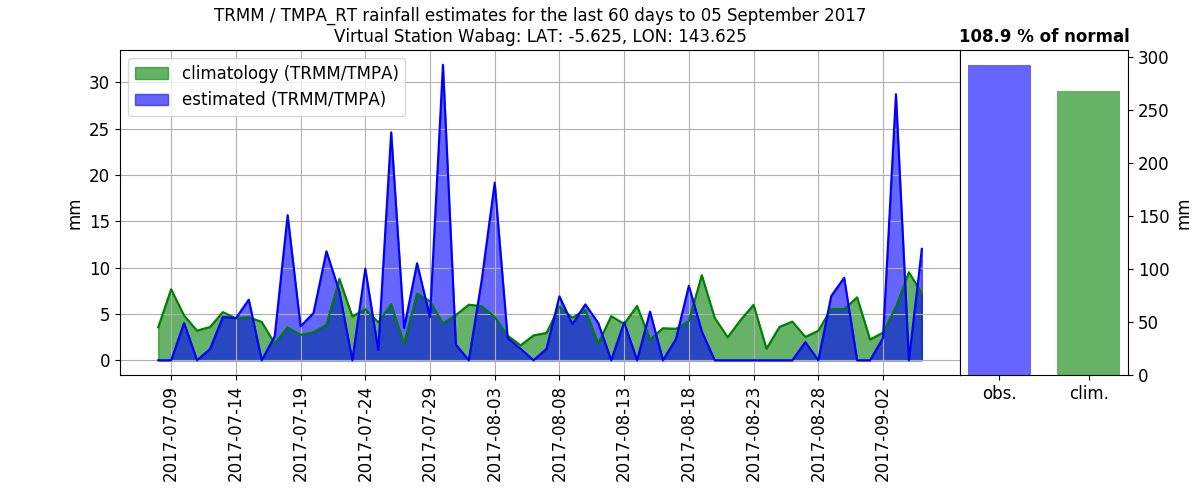 TRMM / TMPA_RT rainfall estimates for the last 60 days to 05 September 2017
Virtual Station Wabag: LAT: -5.625, LON: 143.625
108.9 % of normal
climatology (TRMM/TMPA)
estimated (TRMM/TMPA)
mm
30
25
20
15
10
5
0
2017-07-09
2017-07-14
2017-07-19
2017-07-24
2017-07-29
2017-08-03
2017-08-08
2017-08-13
2017-08-18
2017-08-23
2017-08-28
2017-09-02
300
250
200
150
100
50
0
mm
obs.
clim.